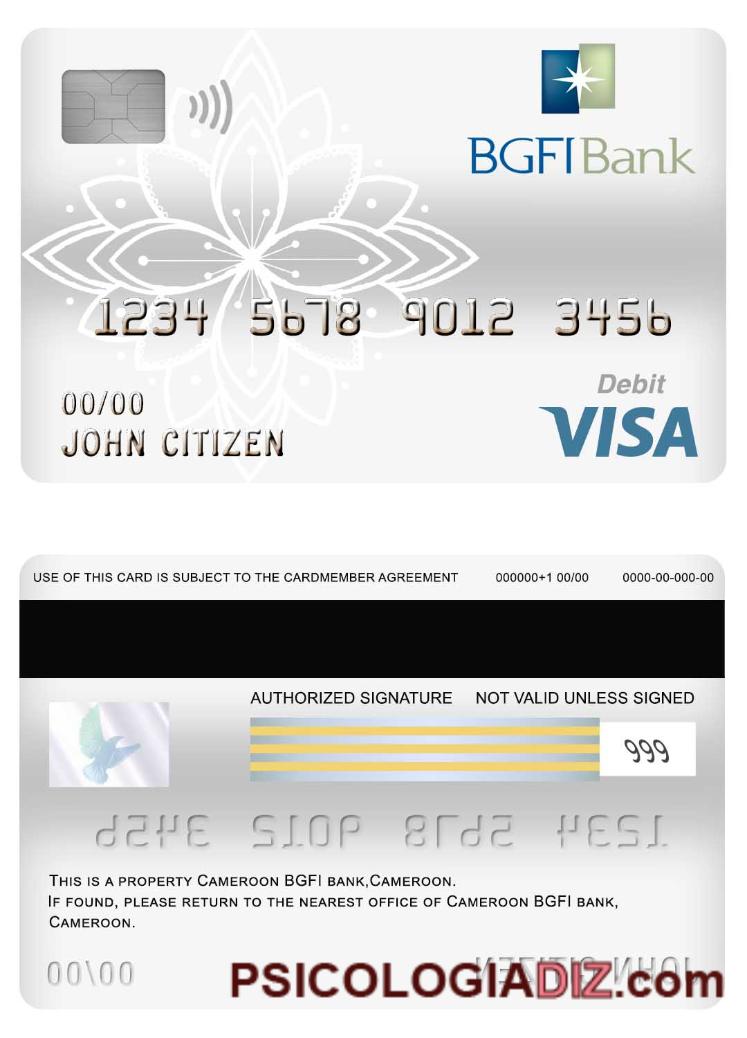 BGFIBank
1234 5678 9012 3456
Debit
00/00
VISA
JOHN CITIZEN
USE OF THIS CARD IS SUBJECT TO THE CARDMEMBER AGREEMENT 000000+1 00/00 0000-00-000-00
AUTHORIZED SIGNATURE NOT VALID UNLESS SIGNED
999
1234 5678 9012 3456
THIS IS A PROPERTY CAMEROON BGFI BANK,CAMEROON.
IF FOUND, PLEASE RETURN TO THE NEAREST OFFICE OF CAMEROON BGFI BANK,
CAMEROON.
00/00 JOHN CITIZEN
PSICOLOGIADIZ.com